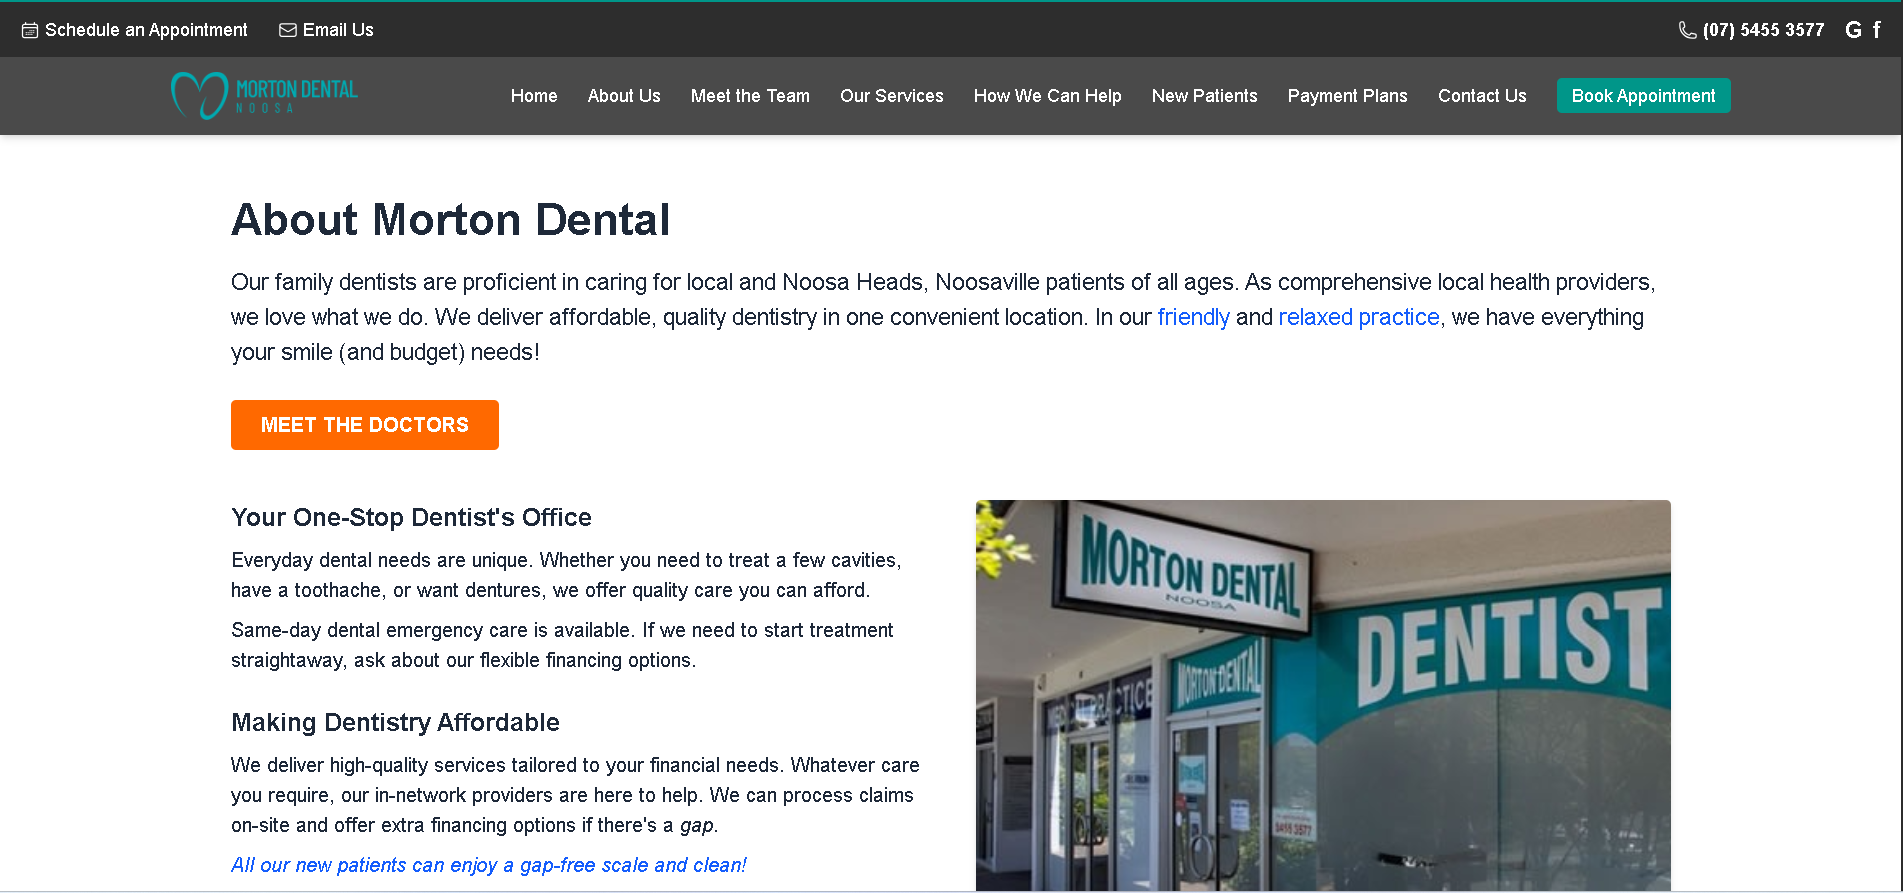 Schedule an Appointment
Email Us
(07) 5455 3577
G f
MORTON DENTAL
NOOSA
Home
About Us
Meet the Team
Our Services
How We Can Help
New Patients
Payment Plans
Contact Us
Book Appointment
About Morton Dental
Our family dentists are proficient in caring for local and Noosa Heads, Noosaville patients of all ages. As comprehensive local health providers,
we love what we do. We deliver affordable, quality dentistry in one convenient location. In our friendly and relaxed practice, we have everything
your smile (and budget) needs!
MEET THE DOCTORS
Your One-Stop Dentist's Office
Everyday dental needs are unique. Whether you need to treat a few cavities,
have a toothache, or want dentures, we offer quality care you can afford.
Same-day dental emergency care is available. If we need to start treatment
straightaway, ask about our flexible financing options.
Making Dentistry Affordable
We deliver high-quality services tailored to your financial needs. Whatever care
you require, our in-network providers are here to help. We can process claims
on-site and offer extra financing options if there's a gap.
All our new patients can enjoy a gap-free scale and clean!
MORTON DENTAL
NOOSA
DENTIST
MORTON DENTAL
PRACTICE
5455 3577